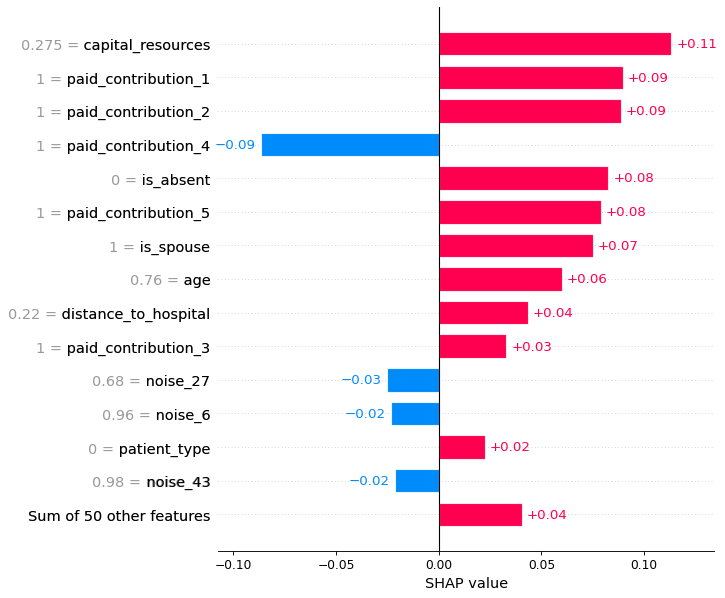 0.275 = capital_resources +0.11
1 = paid_contribution_1 +0.09
1 = paid_contribution_2 +0.09
1 = paid_contribution_4 −0.09
0 = is_absent +0.08
1 = paid_contribution_5 +0.08
1 = is_spouse +0.07
0.76 = age +0.06
0.22 = distance_to_hospital +0.04
1 = paid_contribution_3 +0.03
0.68 = noise_27 −0.03
0.96 = noise_6 −0.02
0 = patient_type +0.02
0.98 = noise_43 −0.02
Sum of 50 other features +0.04
−0.10 −0.05 0.00 0.05 0.10
SHAP value